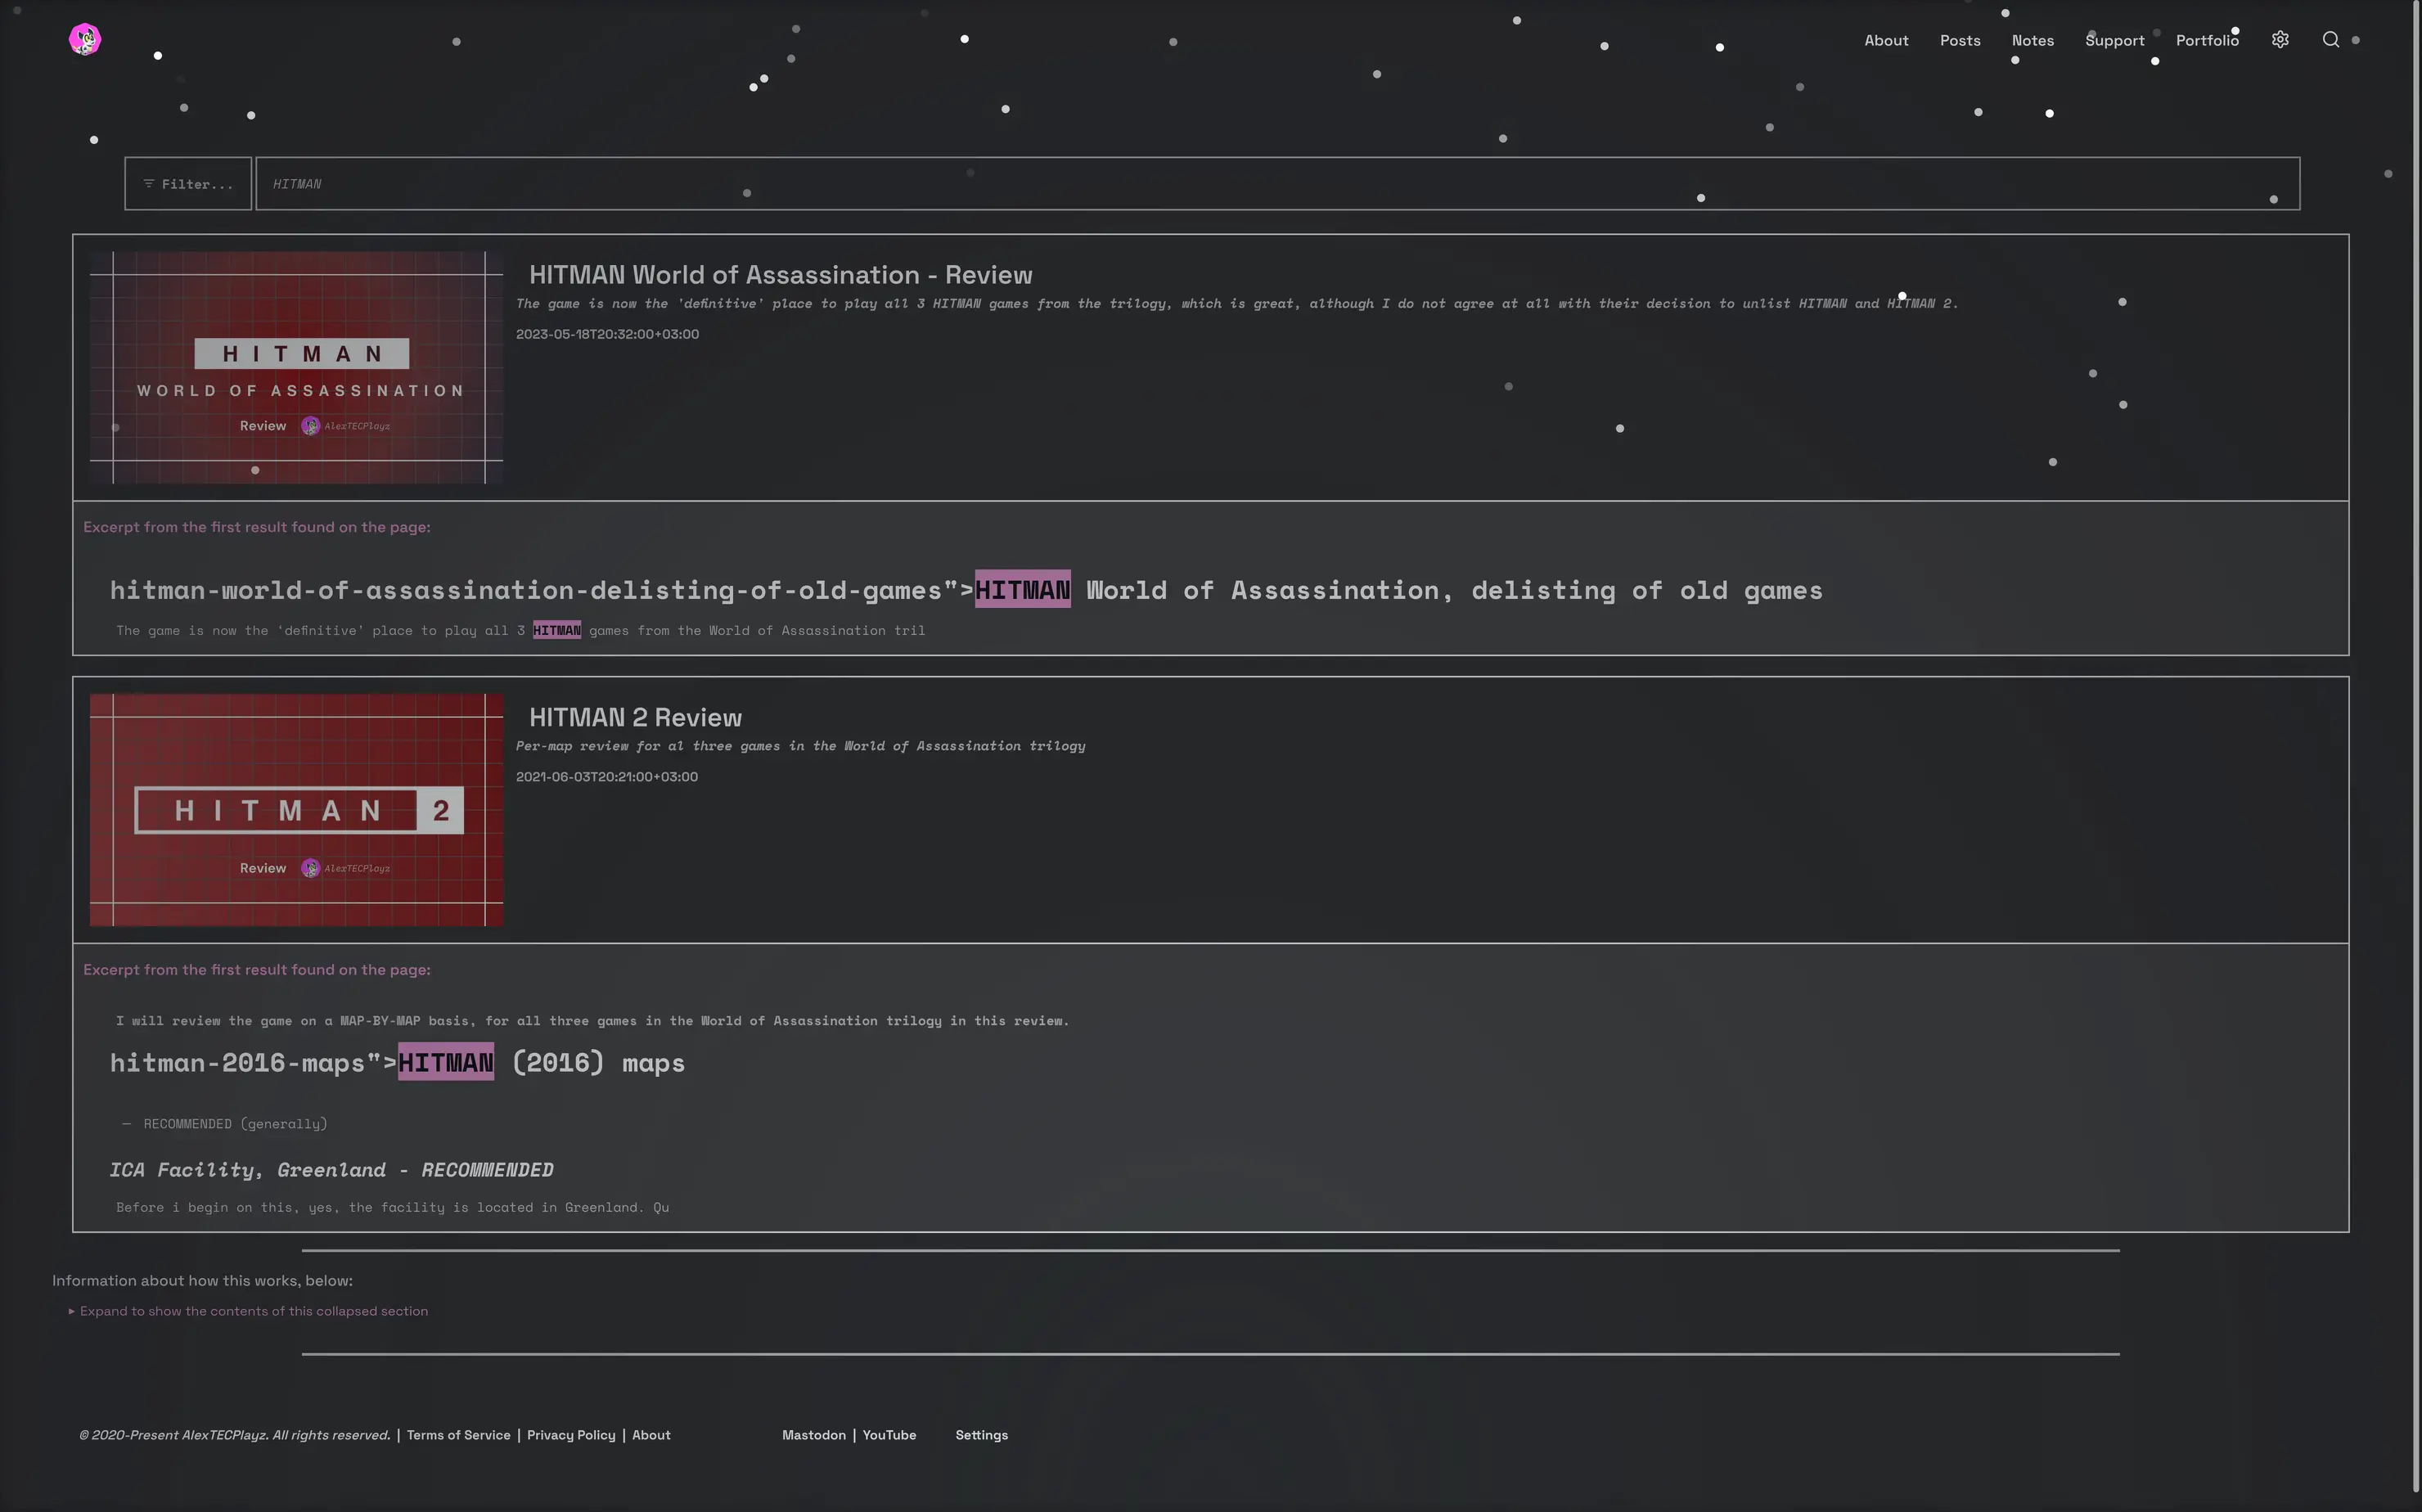 About Posts Notes Support Portfolio
Filter... HITMAN
HITMAN
WORLD OF ASSASSINATION
Review AlexTECPlayz
HITMAN World of Assassination - Review
The game is now the 'definitive' place to play all 3 HITMAN games from the trilogy, which is great, although I do not agree at all with their decision to unlist HITMAN and HITMAN 2.
2023-05-18T20:32:00+03:00
Excerpt from the first result found on the page:
hitman-world-of-assassination-delisting-of-old-games">HITMAN World of Assassination, delisting of old games
The game is now the ‘definitive’ place to play all 3 HITMAN games from the World of Assassination tril
HITMAN 2
Review AlexTECPlayz
HITMAN 2 Review
Per-map review for al three games in the World of Assassination trilogy
2021-06-03T20:21:00+03:00
Excerpt from the first result found on the page:
I will review the game on a MAP-BY-MAP basis, for all three games in the World of Assassination trilogy in this review.
hitman-2016-maps">HITMAN (2016) maps
— RECOMMENDED (generally)
ICA Facility, Greenland - RECOMMENDED
Before i begin on this, yes, the facility is located in Greenland. Qu
Information about how this works, below:
▸ Expand to show the contents of this collapsed section
© 2020-Present AlexTECPlayz. All rights reserved. | Terms of Service | Privacy Policy | About Mastodon | YouTube Settings